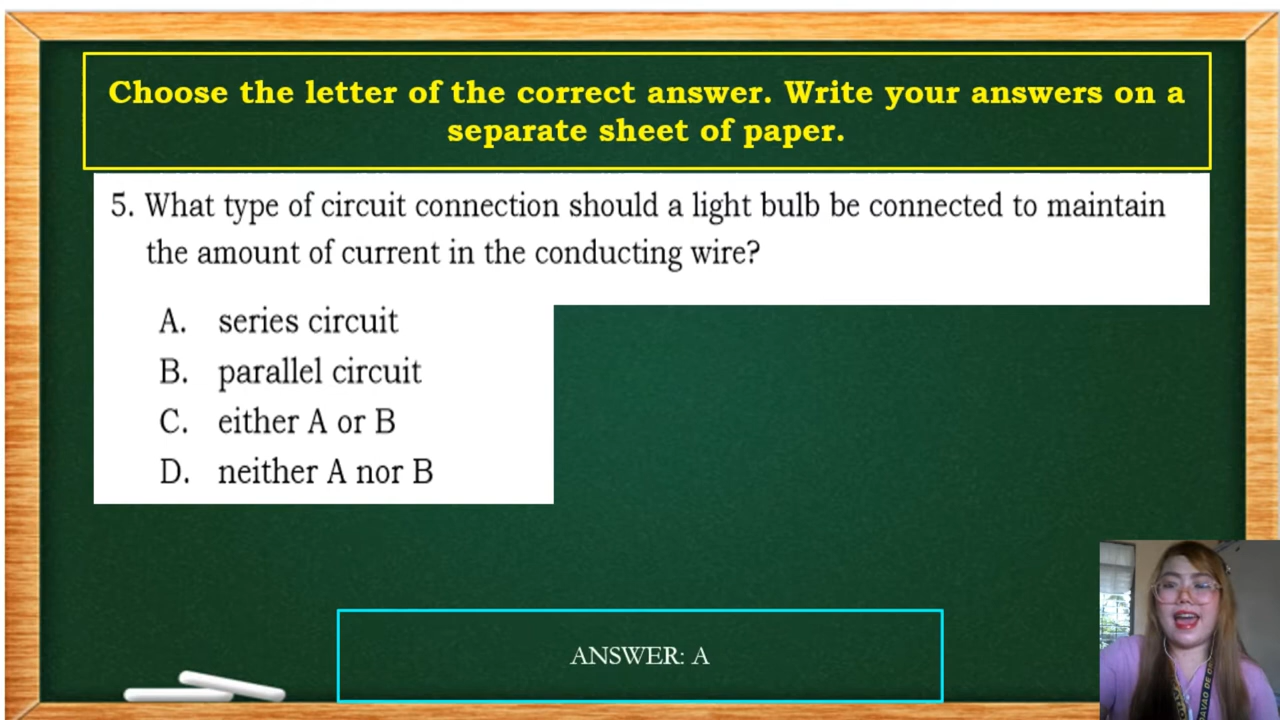 Choose the letter of the correct answer. Write your answers on a
separate sheet of paper.
5. What type of circuit connection should a light bulb be connected to maintain
the amount of current in the conducting wire?
A. series circuit
B. parallel circuit
C. either A or B
D. neither A nor B
ANSWER: A